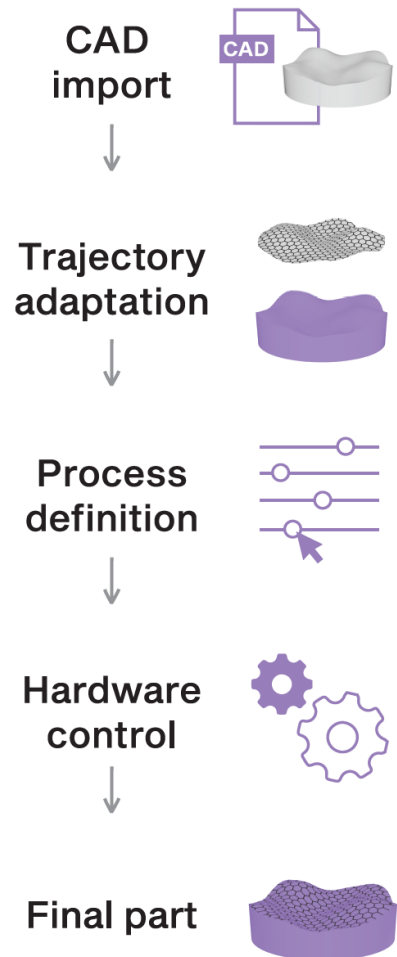 CAD
import
CAD
Trajectory
adaptation
Process
definition
Hardware
control
Final part